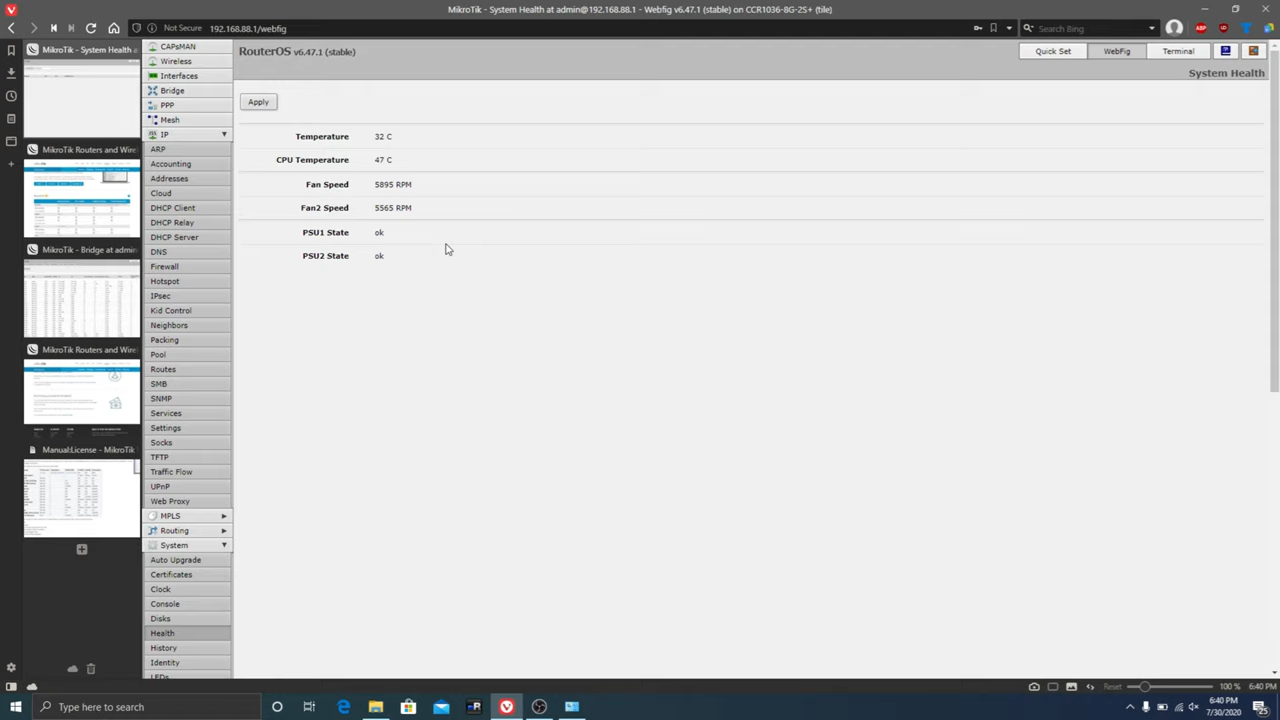 MikroTik - System Health at admin@192.168.88.1 - Webfig v6.47.1 (stable) on CCR1036-8G-2S+ (tile)
Not Secure 192.168.88.1/webfig
Search Bing
MikroTik - System Health a
MikroTik Routers and Wire
MikroTik - Bridge at admin
MikroTik Routers and Wire
Manual:License - MikroTik
CAPsMAN
Wireless
Interfaces
Bridge
PPP
Mesh
IP
ARP
Accounting
Addresses
Cloud
DHCP Client
DHCP Relay
DHCP Server
DNS
Firewall
Hotspot
IPsec
Kid Control
Neighbors
Packing
Pool
Routes
SMB
SNMP
Services
Settings
Socks
TFTP
Traffic Flow
UPnP
Web Proxy
MPLS
Routing
System
Auto Upgrade
Certificates
Clock
Console
Disks
Health
History
Identity
LEDs
RouterOS v6.47.1 (stable)
Quick Set WebFig Terminal
System Health
Apply
Temperature 32 C
CPU Temperature 47 C
Fan Speed 5895 RPM
Fan2 Speed 5565 RPM
PSU1 State ok
PSU2 State ok
Reset 100 % 6:40 PM
Type here to search
6:40 PM
7/30/2020
25